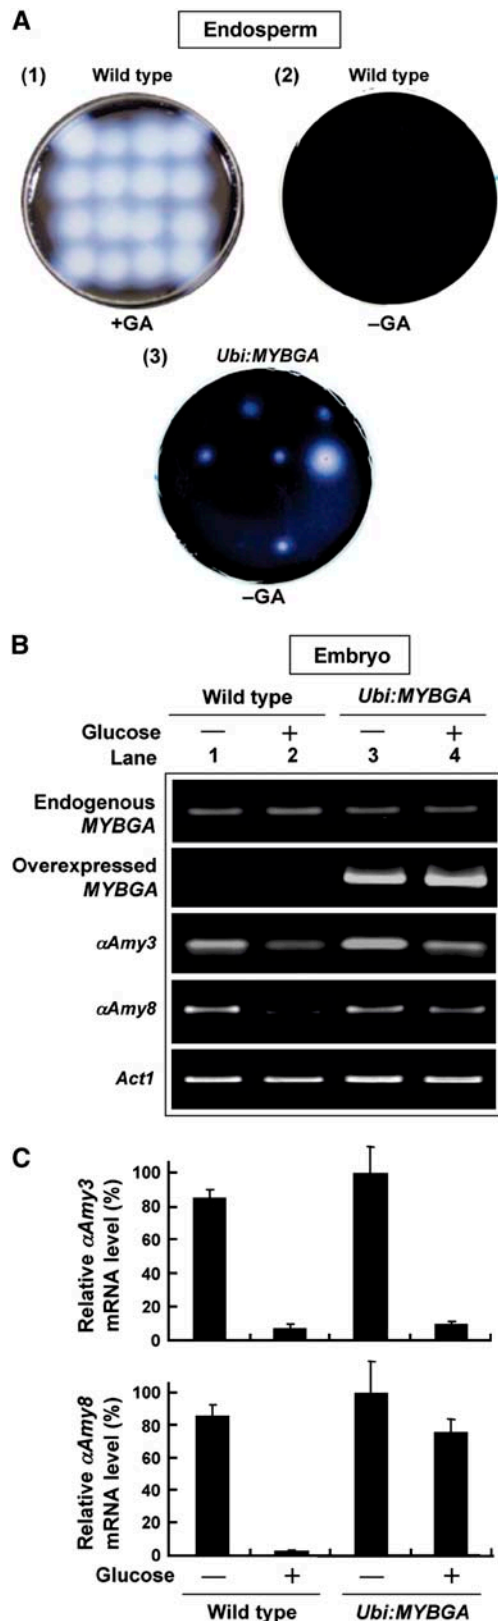 A
Endosperm
(1) Wild type (2) Wild type
+GA –GA
(3) Ubi:MYBGA
–GA
B
Embryo
Wild type Ubi:MYBGA
Glucose — + — +
Lane 1 2 3 4
Endogenous
MYBGA
Overexpressed
MYBGA
αAmy3
αAmy8
Act1
C
Relative αAmy3
mRNA level (%)
100
80
60
40
20
0
Relative αAmy8
mRNA level (%)
100
80
60
40
20
0
Glucose — + — +
Wild type Ubi:MYBGA